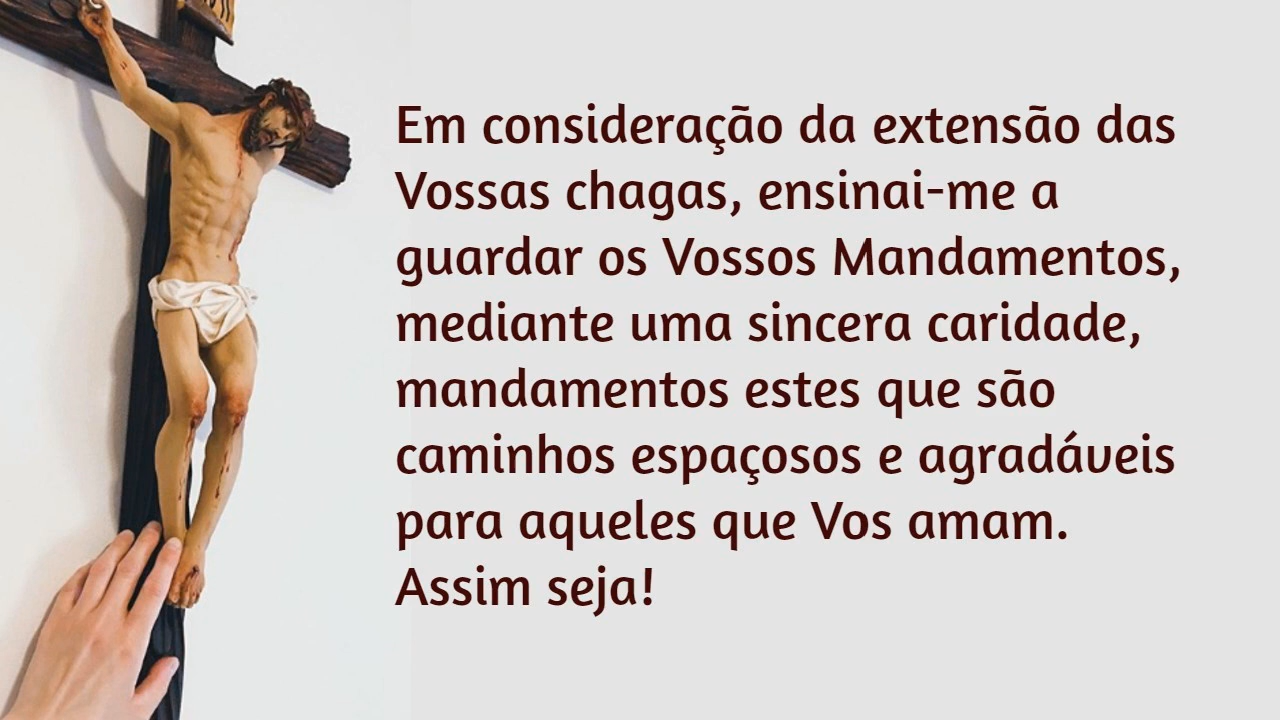 Em consideração da extensão das
Vossas chagas, ensinai-me a
guardar os Vossos Mandamentos,
mediante uma sincera caridade,
mandamentos estes que são
caminhos espaçosos e agradáveis
para aqueles que Vos amam.
Assim seja!